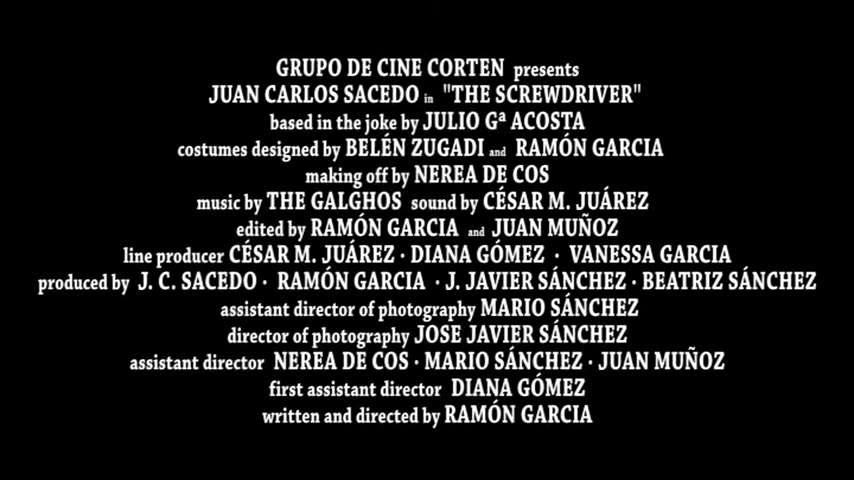 GRUPO DE CINE CORTEN presents
JUAN CARLOS SACEDO in "THE SCREWDRIVER"
based in the joke by JULIO Gª ACOSTA
costumes designed by BELÉN ZUGADI and RAMÓN GARCIA
making off by NEREA DE COS
music by THE GALGHOS sound by CÉSAR M. JUÁREZ
edited by RAMÓN GARCIA and JUAN MUÑOZ
line producer CÉSAR M. JUÁREZ · DIANA GÓMEZ · VANESSA GARCIA
produced by J. C. SACEDO · RAMÓN GARCIA · J. JAVIER SÁNCHEZ · BEATRIZ SÁNCHEZ
assistant director of photography MARIO SÁNCHEZ
director of photography JOSE JAVIER SÁNCHEZ
assistant director NEREA DE COS · MARIO SÁNCHEZ · JUAN MUÑOZ
first assistant director DIANA GÓMEZ
written and directed by RAMÓN GARCIA